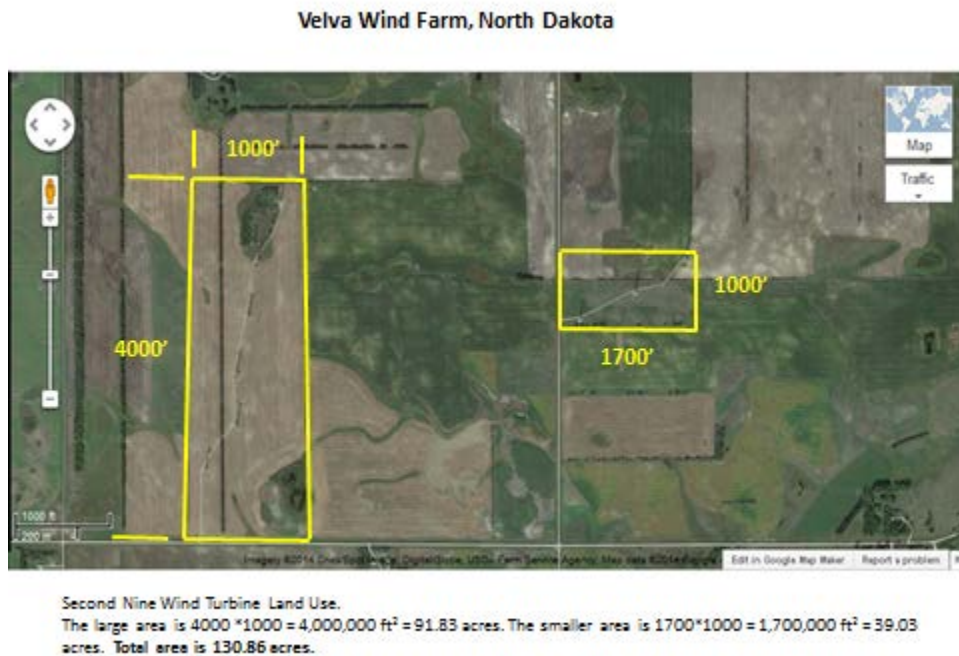 Velva Wind Farm, North Dakota
1000'
Map
Traffic
4000'
1000'
1700'
1000 ft
200 m
Edit in Google Map Maker
Report a problem
Second Nine Wind Turbine Land Use.
The large area is 4000 *1000 = 4,000,000 ft² = 91.83 acres. The smaller area is 1700*1000 = 1,700,000 ft² = 39.03
acres. Total area is 130.86 acres.